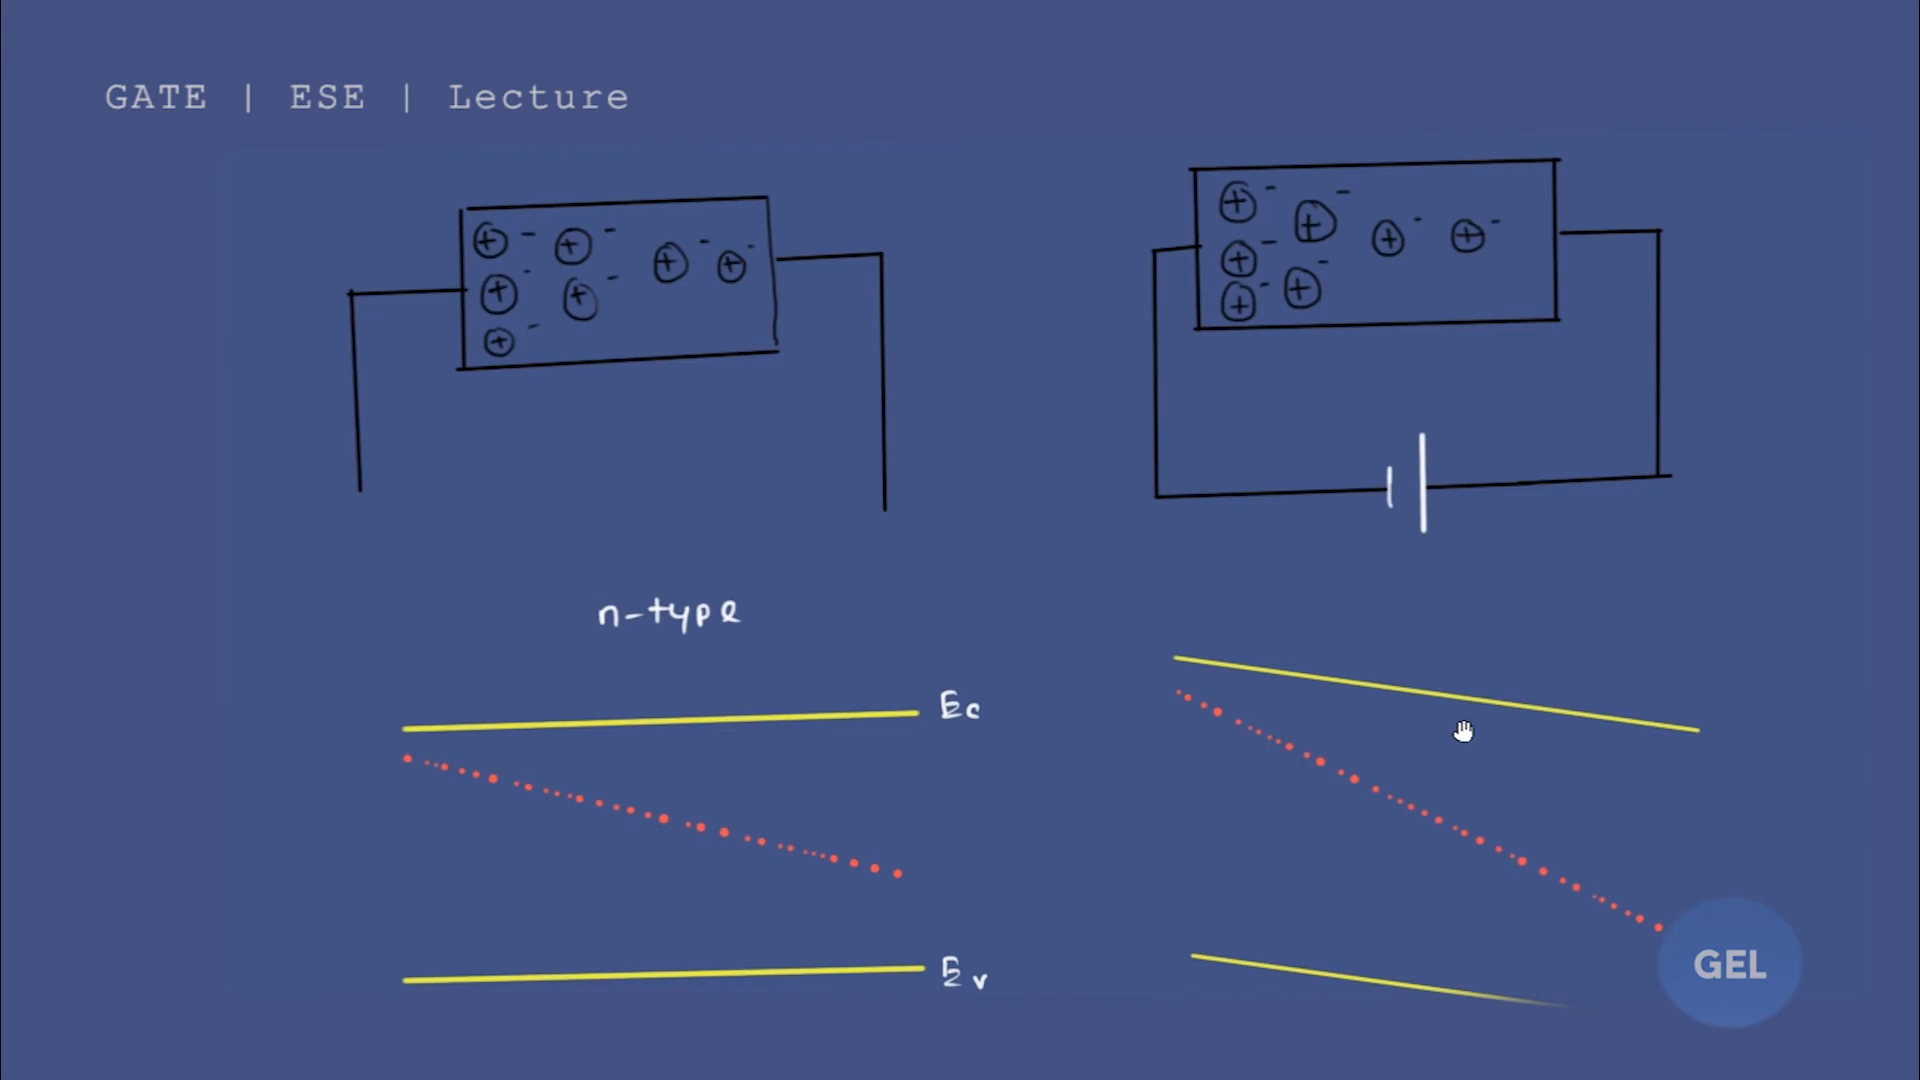 GATE | ESE | Lecture
n-type
Ec
Ev
GEL